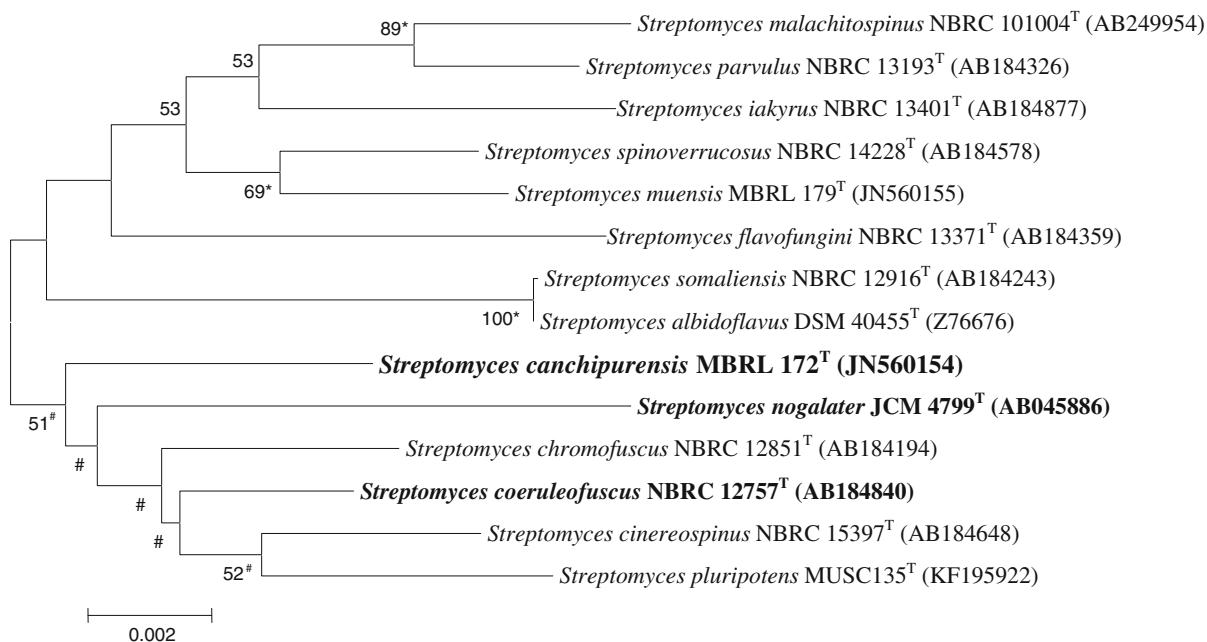 89*
Streptomyces malachitospinus NBRC 101004T (AB249954)
53
Streptomyces parvulus NBRC 13193T (AB184326)
53
Streptomyces iakyrus NBRC 13401T (AB184877)
Streptomyces spinoverrucosus NBRC 14228T (AB184578)
69*
Streptomyces muensis MBRL 179T (JN560155)
Streptomyces flavofungini NBRC 13371T (AB184359)
Streptomyces somaliensis NBRC 12916T (AB184243)
100*
Streptomyces albidoflavus DSM 40455T (Z76676)
Streptomyces canchipurensis MBRL 172T (JN560154)
51#
Streptomyces nogalater JCM 4799T (AB045886)
#
Streptomyces chromofuscus NBRC 12851T (AB184194)
#
Streptomyces coeruleofuscus NBRC 12757T (AB184840)
#
Streptomyces cinereospinus NBRC 15397T (AB184648)
52#
Streptomyces pluripotens MUSC135T (KF195922)
0.002